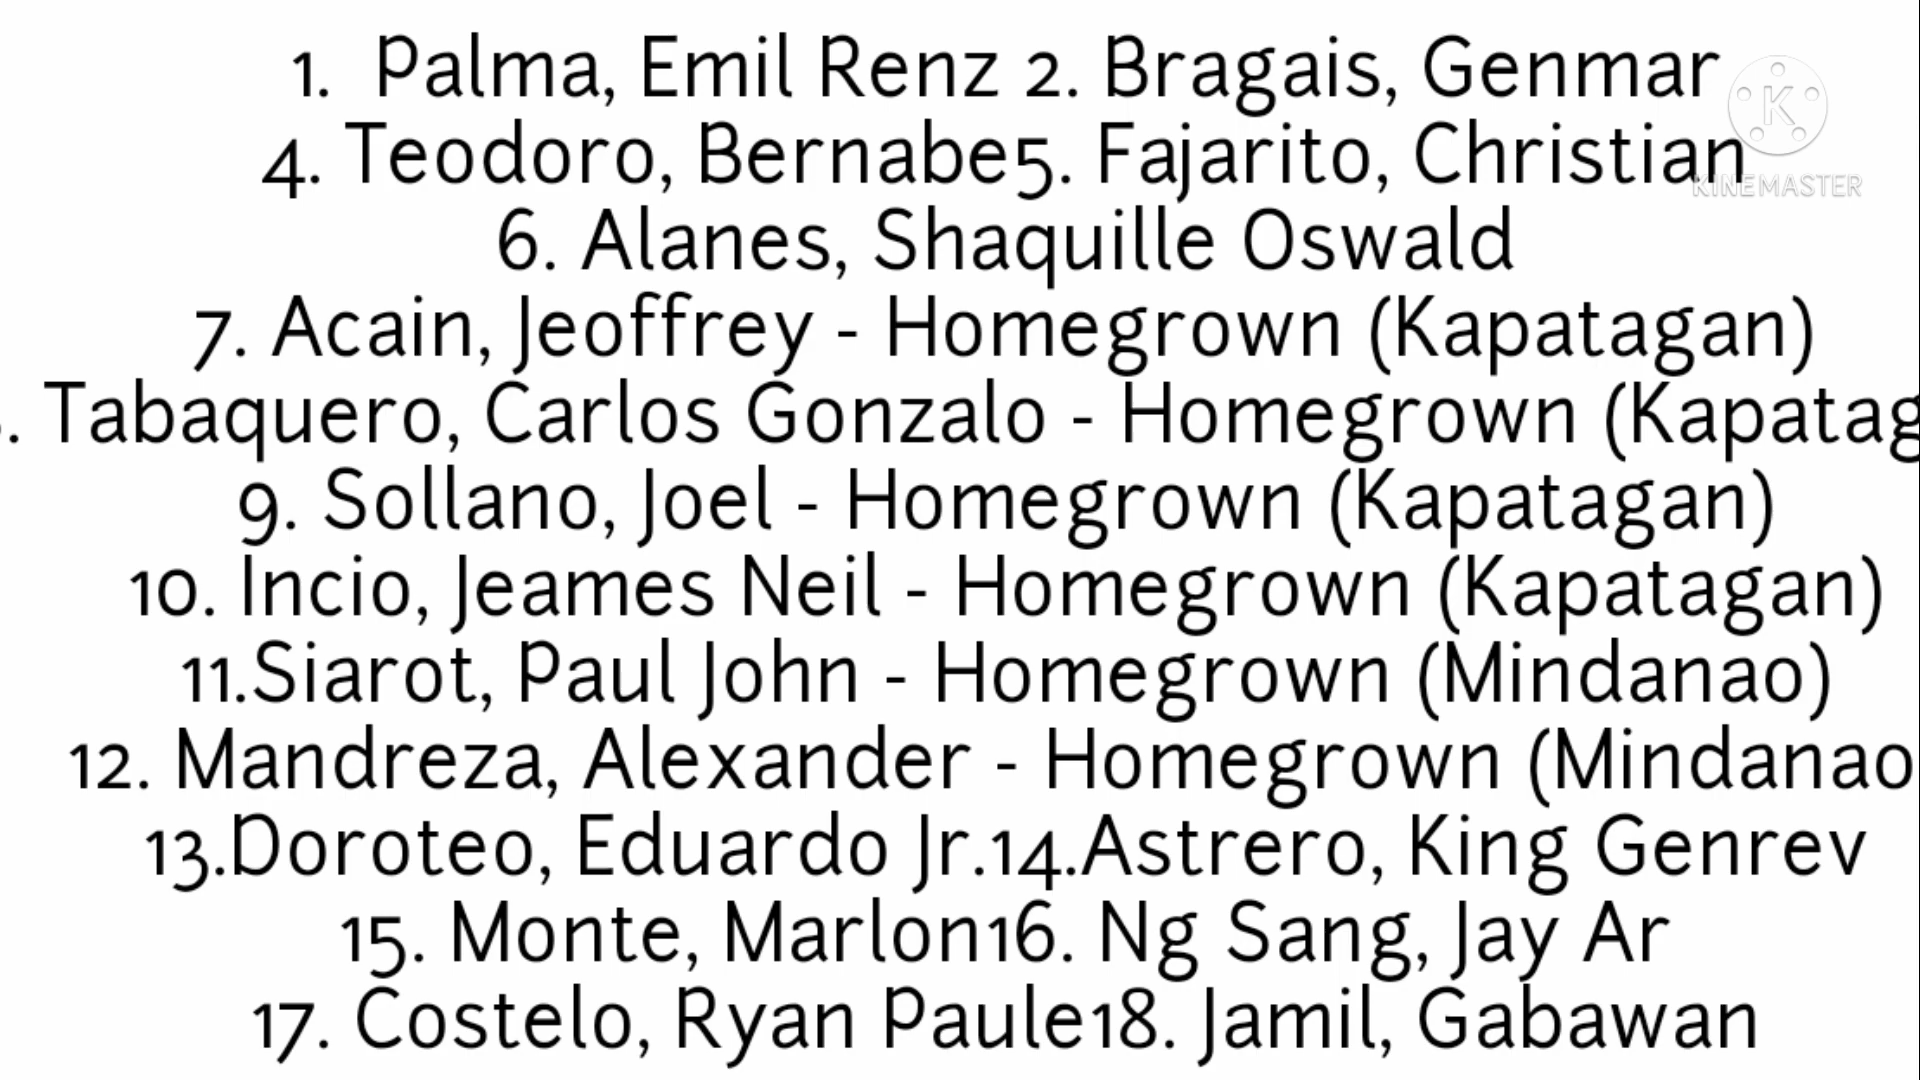 1. Palma, Emil Renz 2. Bragais, Genmar
4. Teodoro, Bernabe5. Fajarito, Christian
KINEMASTER
6. Alanes, Shaquille Oswald
7. Acain, Jeoffrey - Homegrown (Kapatagan)
. Tabaquero, Carlos Gonzalo - Homegrown (Kapatag
9. Sollano, Joel - Homegrown (Kapatagan)
10. Incio, Jeames Neil - Homegrown (Kapatagan)
11.Siarot, Paul John - Homegrown (Mindanao)
12. Mandreza, Alexander - Homegrown (Mindanao
13.Doroteo, Eduardo Jr.14.Astrero, King Genrev
15. Monte, Marlon16. Ng Sang, Jay Ar
17. Costelo, Ryan Paule18. Jamil, Gabawan